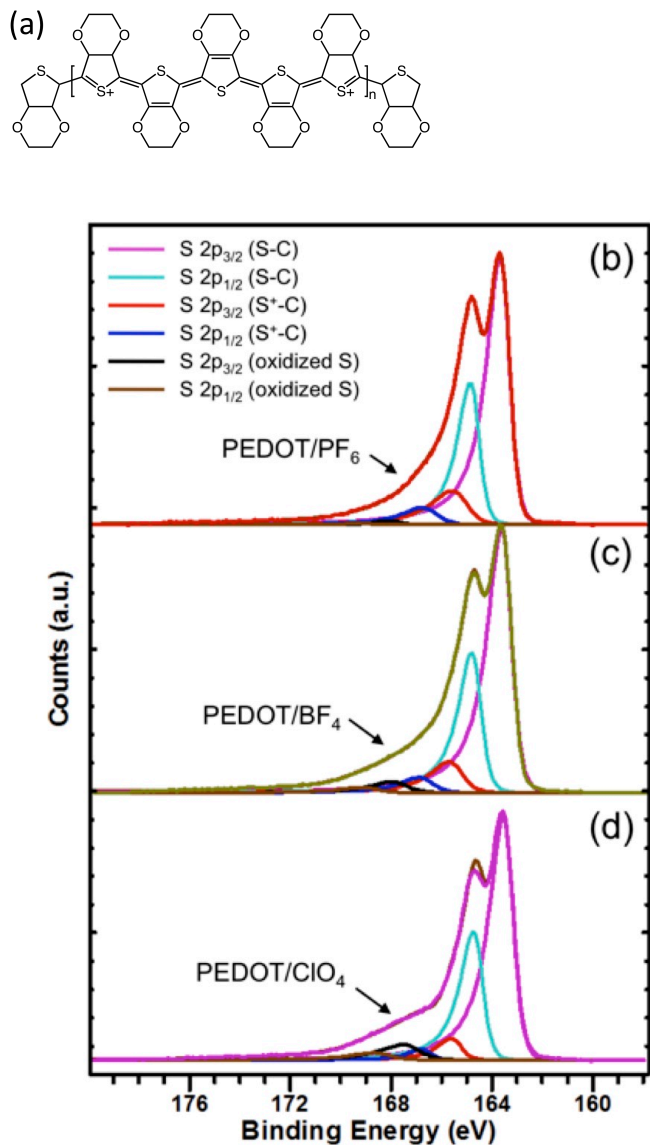 (a)
O O O O O O
S S+ S S S S+ S
[ ]n
O O O O O O O O
(b)
S 2p3/2 (S-C)
S 2p1/2 (S-C)
S 2p3/2 (S+-C)
S 2p1/2 (S+-C)
S 2p3/2 (oxidized S)
S 2p1/2 (oxidized S)
PEDOT/PF6
(c)
PEDOT/BF4
(d)
PEDOT/ClO4
Counts (a.u.)
176 172 168 164 160
Binding Energy (eV)